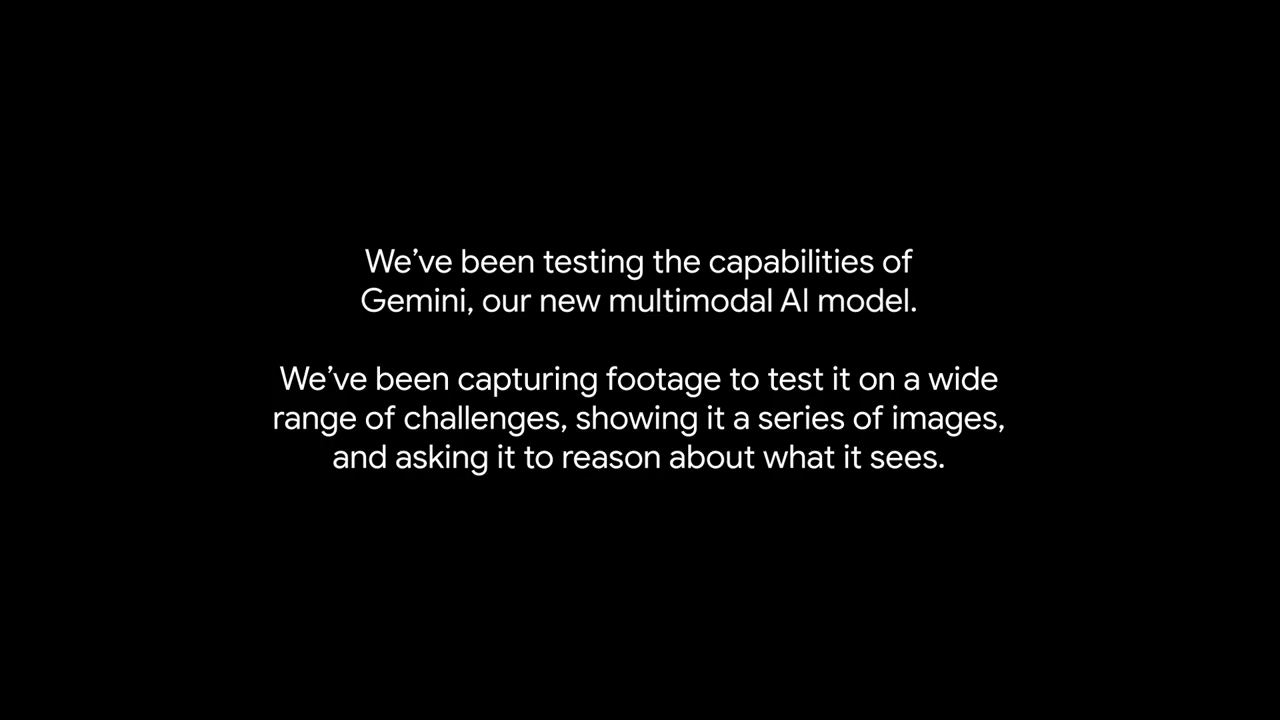 We’ve been testing the capabilities of
Gemini, our new multimodal AI model.
We’ve been capturing footage to test it on a wide
range of challenges, showing it a series of images,
and asking it to reason about what it sees.